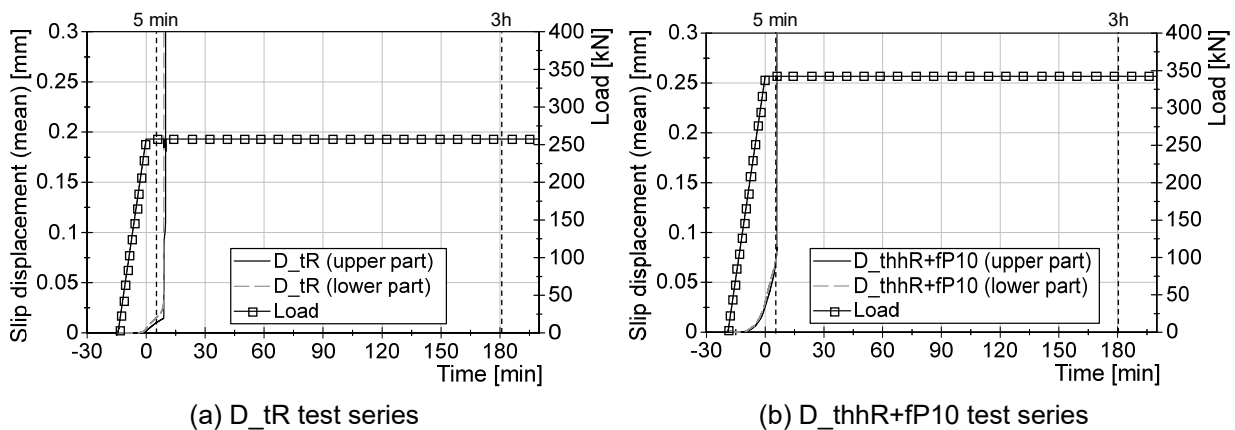 5 min 3h
Slip displacement (mean) [mm]
0.3
0.25
0.2
0.15
0.1
0.05
0
400
350
300
250
200
150
100
50
0
Load [kN]
D_tR (upper part)
D_tR (lower part)
Load
-30 0 30 60 90 120 150 180
Time [min]
(a) D_tR test series
5 min 3h
Slip displacement (mean) [mm]
0.3
0.25
0.2
0.15
0.1
0.05
0
400
350
300
250
200
150
100
50
0
Load [kN]
D_thhR+fP10 (upper part)
D_thhR+fP10 (lower part)
Load
-30 0 30 60 90 120 150 180
Time [min]
(b) D_thhR+fP10 test series